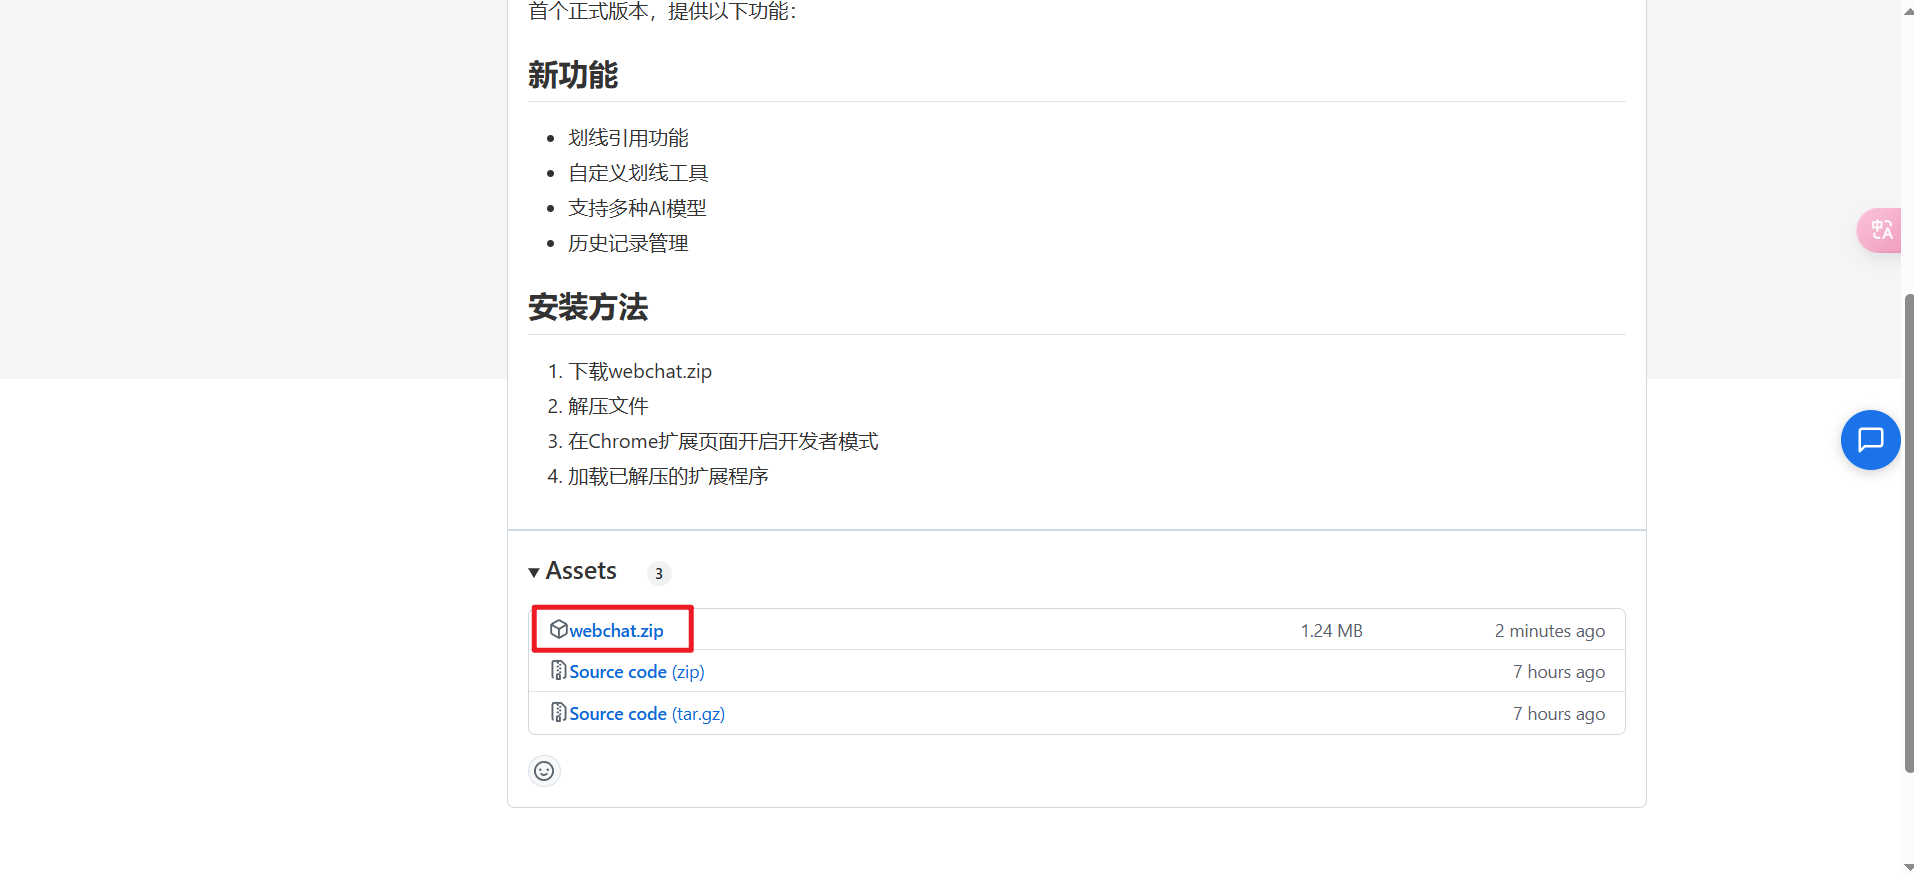 首个正式版本，提供以下功能：
新功能
• 划线引用功能
• 自定义划线工具
• 支持多种AI模型
• 历史记录管理
安装方法
1. 下载webchat.zip
2. 解压文件
3. 在Chrome扩展页面开启开发者模式
4. 加载已解压的扩展程序
▼ Assets 3
webchat.zip 1.24 MB 2 minutes ago
Source code (zip) 7 hours ago
Source code (tar.gz) 7 hours ago
中 A